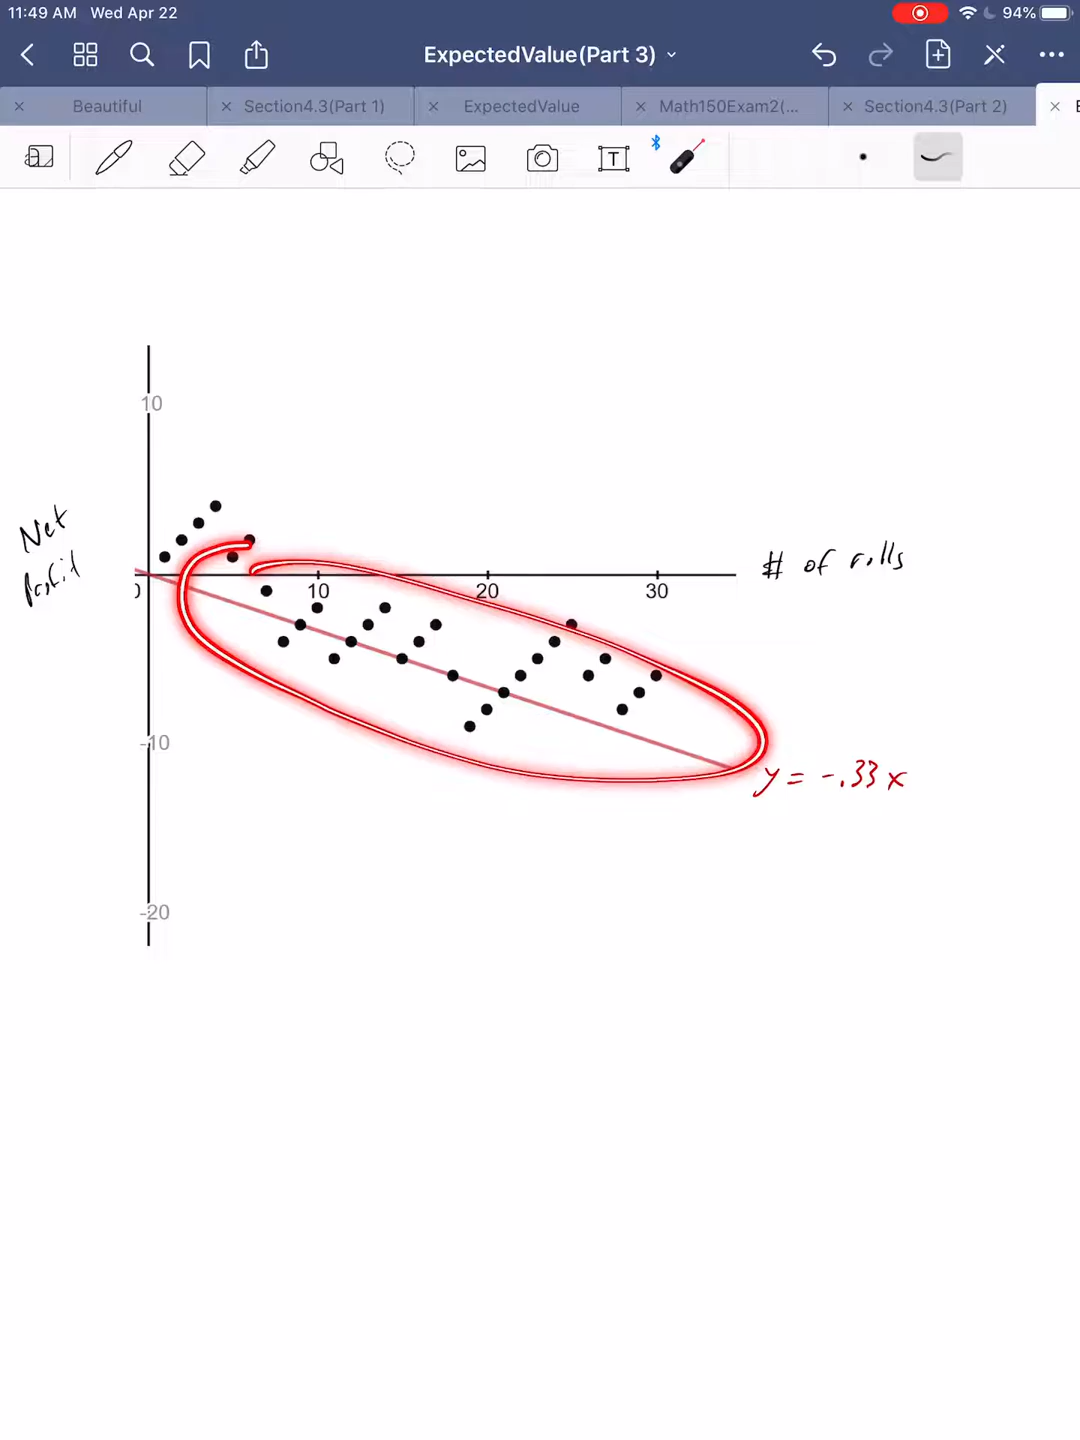 11:49 AM Wed Apr 22
94%
ExpectedValue(Part 3)
Beautiful
Section4.3(Part 1)
ExpectedValue
Math150Exam2(...
Section4.3(Part 2)
T
10
Net
Profit
# of rolls
0
10
20
30
-10
y = -.33x
-20